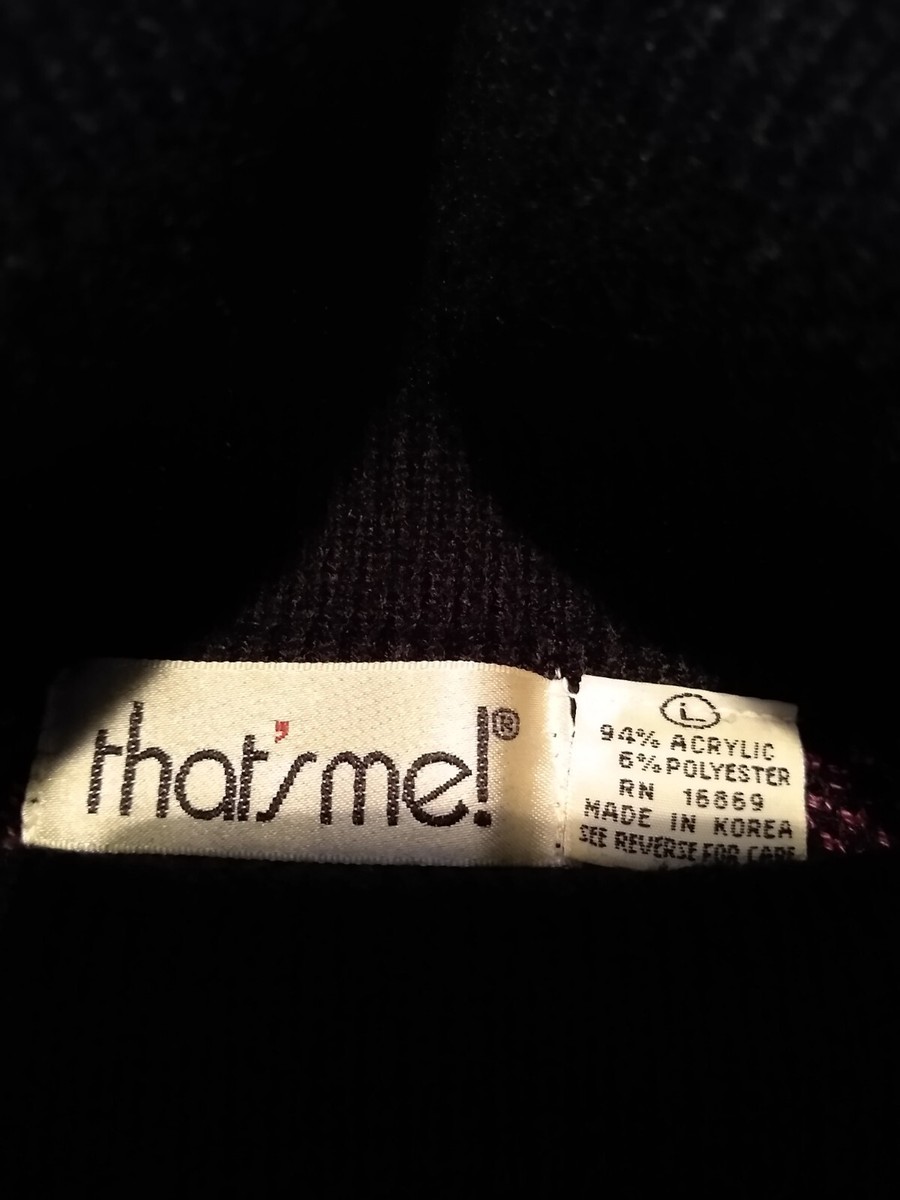 that's me!®
L
94% ACRYLIC
6% POLYESTER
RN 16869
MADE IN KOREA
SEE REVERSE FOR CARE